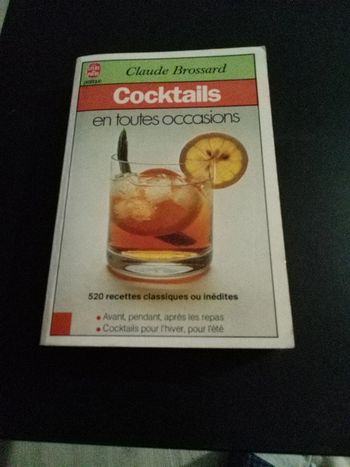 pratique
Claude Brossard
Cocktails
en toutes occasions
520 recettes classiques ou inédites
Avant, pendant, après les repas
Cocktails pour l'hiver, pour l'été